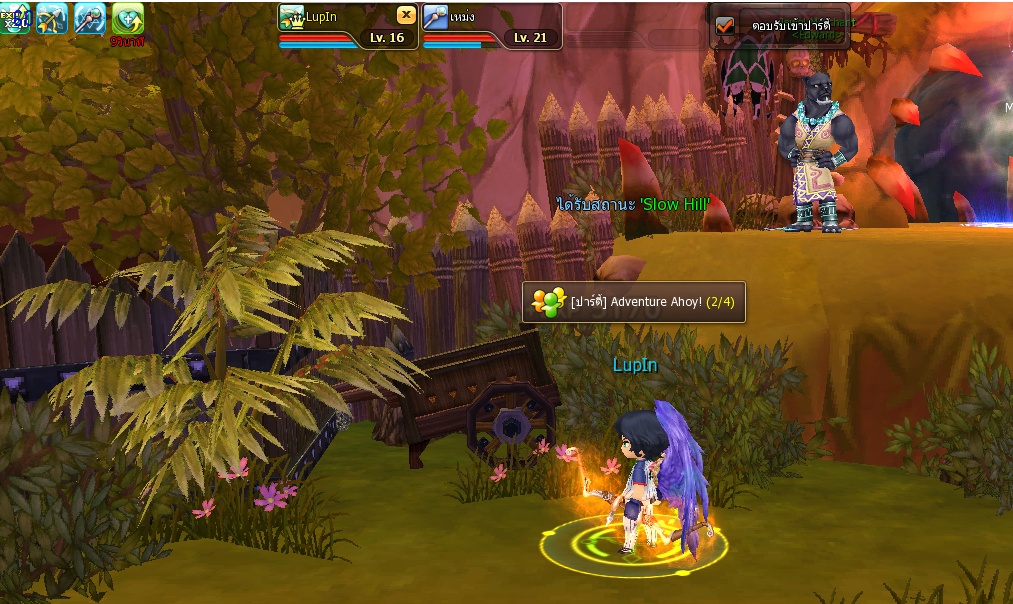 LupIn
Lv. 16
เหม่ง
Lv. 21
ตอบรับเข้าปาร์ตี้
<Edward>
ได้รับสถานะ 'Slow Hill'
[ปาร์ตี้] Adventure Ahoy! (2/4)
LupIn